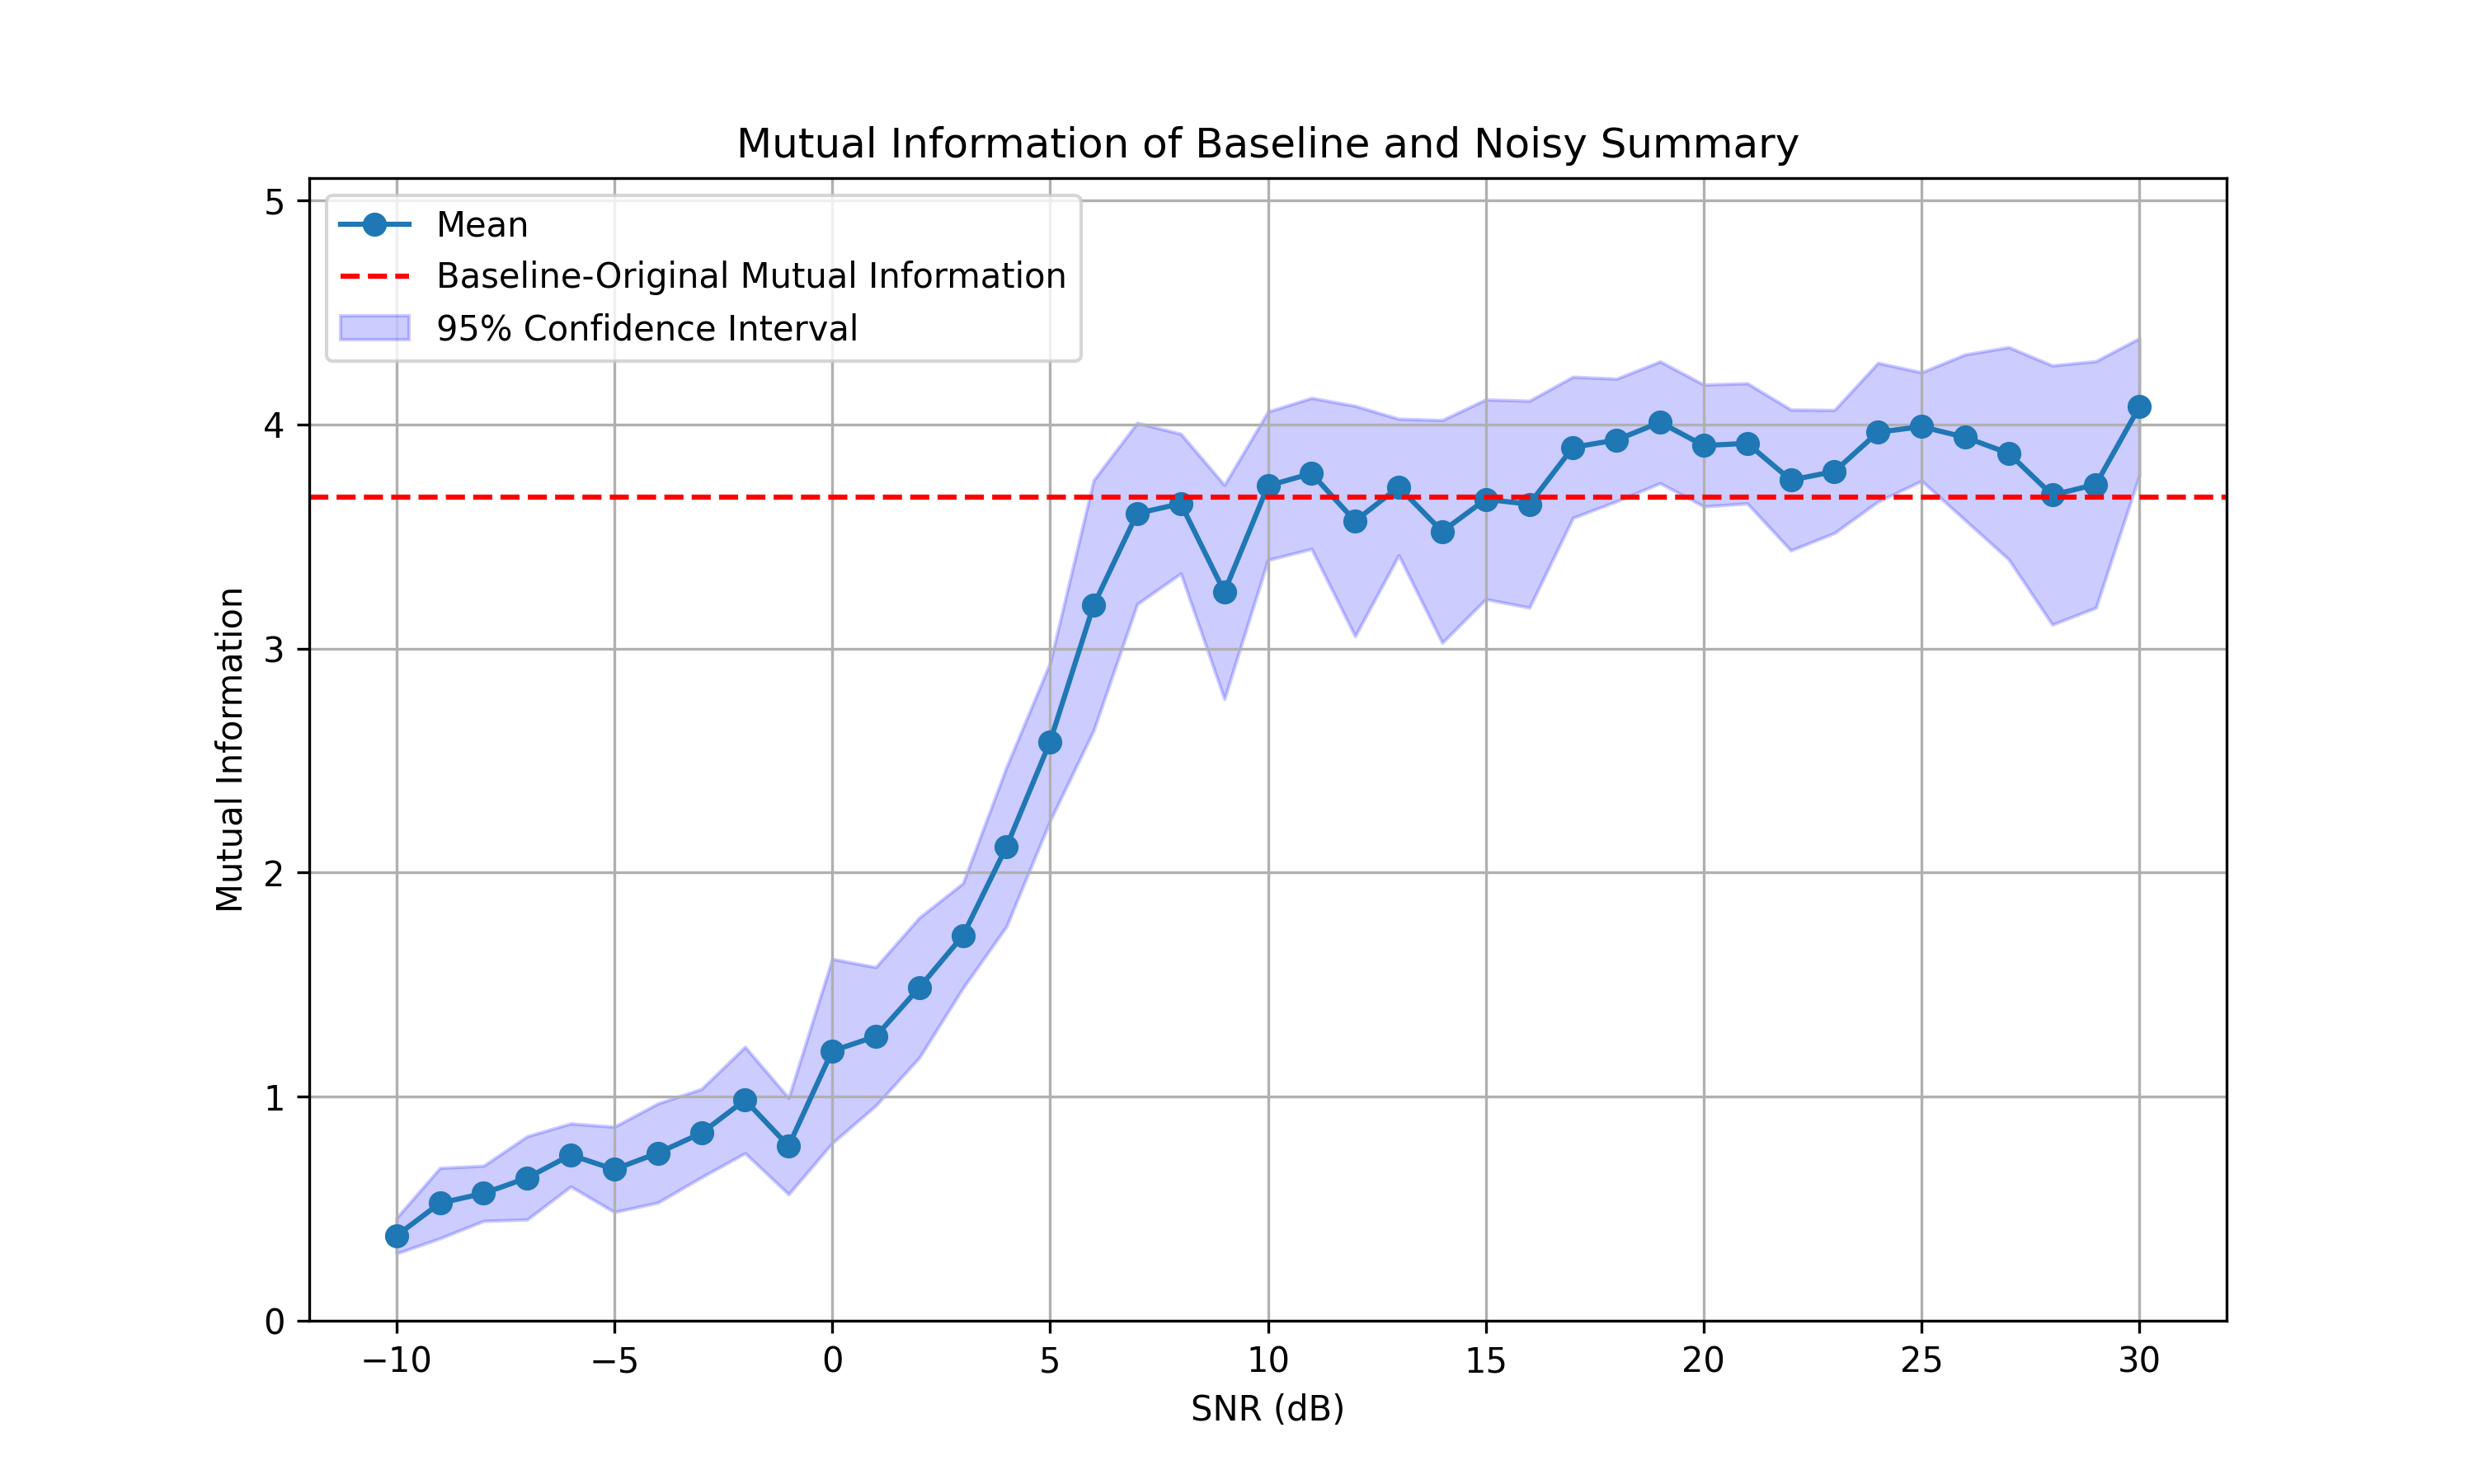 Mutual Information of Baseline and Noisy Summary
Mean
Baseline-Original Mutual Information
95% Confidence Interval
Mutual Information
5
4
3
2
1
0
−10 −5 0 5 10 15 20 25 30
SNR (dB)